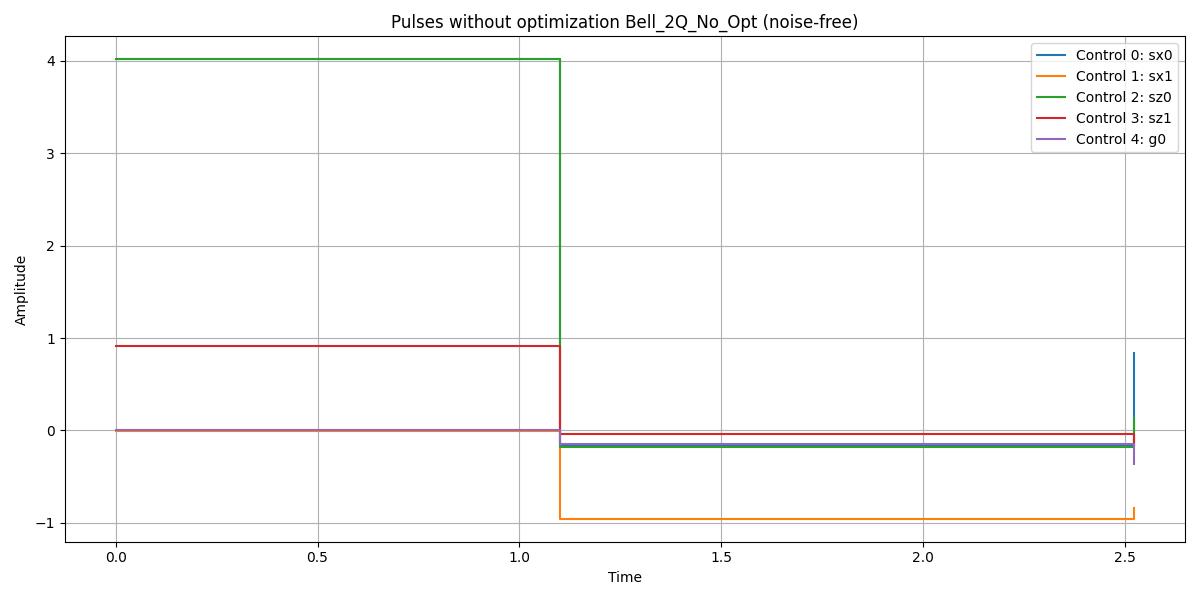 Pulses without optimization Bell_2Q_No_Opt (noise-free)
Control 0: sx0
Control 1: sx1
Control 2: sz0
Control 3: sz1
Control 4: g0
Amplitude
4
3
2
1
0
−1
0.0 0.5 1.0 1.5 2.0 2.5
Time